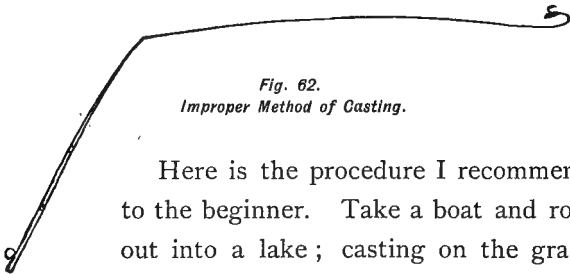 Fig. 62.
Improper Method of Casting.
Here is the procedure I recommen
to the beginner. Take a boat and ro
out into a lake ; casting on the gra